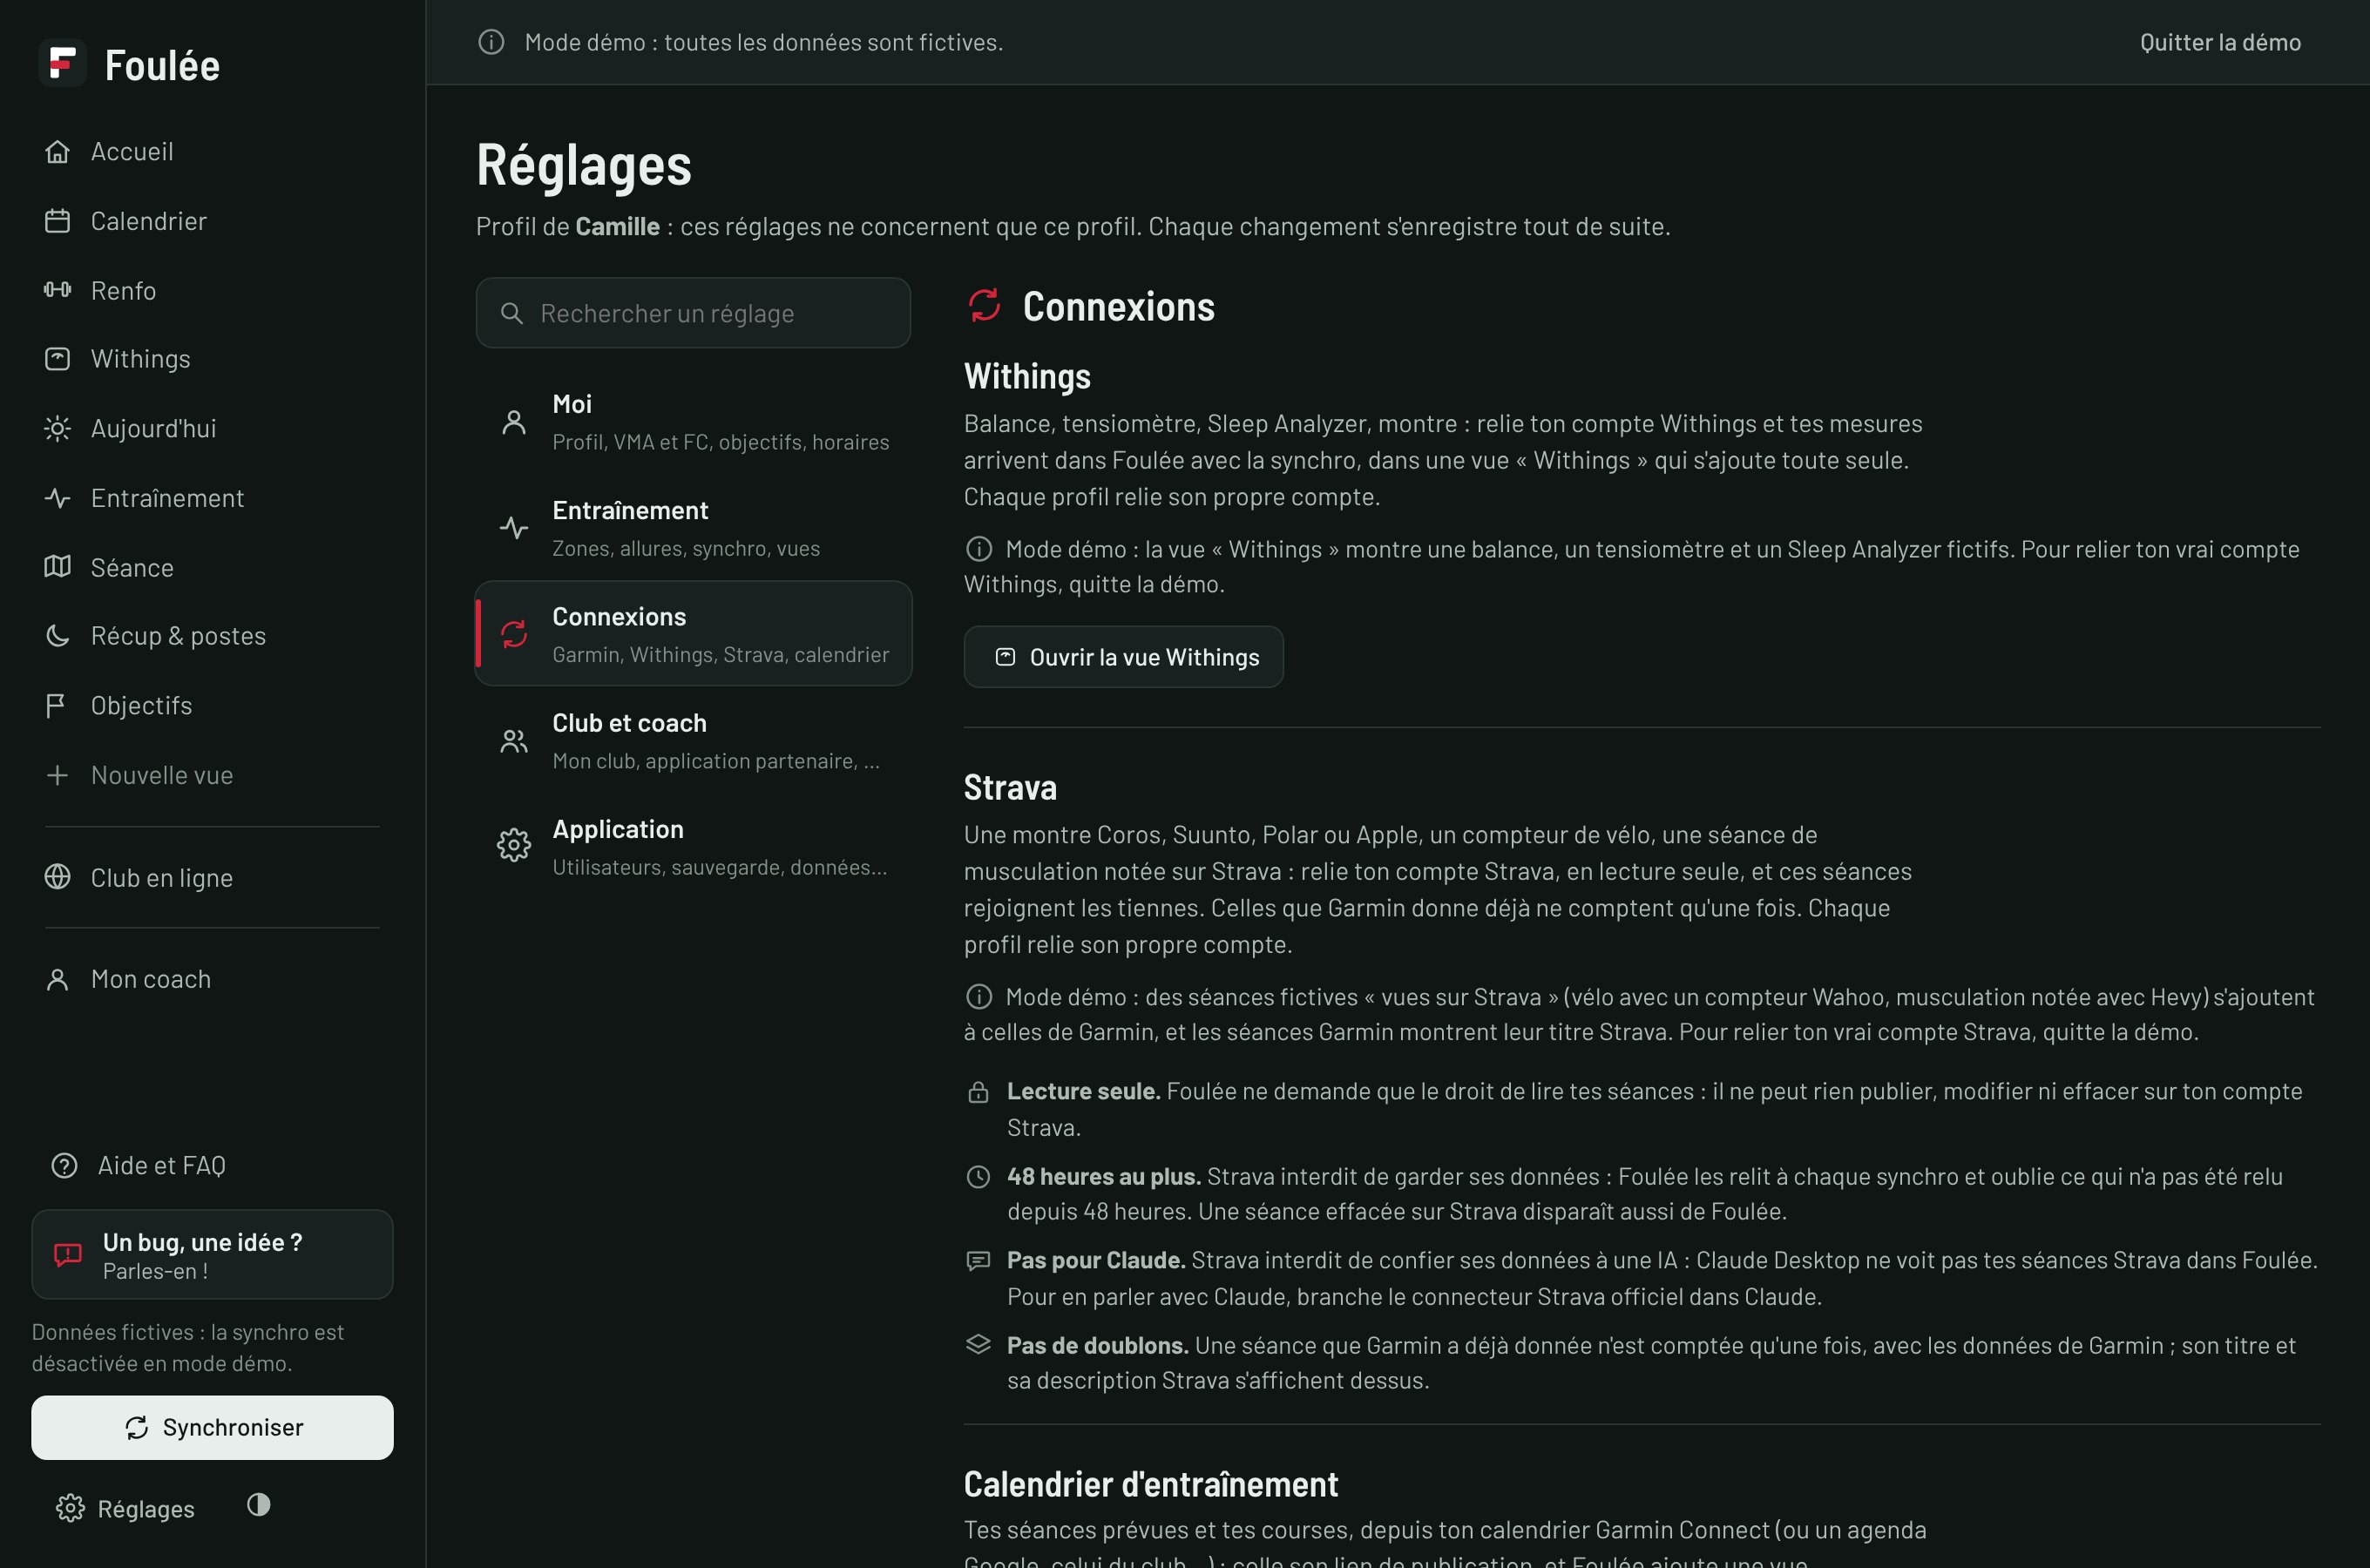 Foulée
Accueil
Calendrier
Renfo
Withings
Aujourd'hui
Entraînement
Séance
Récup & postes
Objectifs
Nouvelle vue
Club en ligne
Mon coach
Aide et FAQ
Un bug, une idée ?
Parles-en !
Données fictives : la synchro est
désactivée en mode démo.
Synchroniser
Réglages
Mode démo : toutes les données sont fictives.
Quitter la démo
Réglages
Profil de Camille : ces réglages ne concernent que ce profil. Chaque changement s'enregistre tout de suite.
Rechercher un réglage
Moi
Profil, VMA et FC, objectifs, horaires
Entraînement
Zones, allures, synchro, vues
Connexions
Garmin, Withings, Strava, calendrier
Club et coach
Mon club, application partenaire, ...
Application
Utilisateurs, sauvegarde, données...
Connexions
Withings
Balance, tensiomètre, Sleep Analyzer, montre : relie ton compte Withings et tes mesures
arrivent dans Foulée avec la synchro, dans une vue « Withings » qui s'ajoute toute seule.
Chaque profil relie son propre compte.
Mode démo : la vue « Withings » montre une balance, un tensiomètre et un Sleep Analyzer fictifs. Pour relier ton vrai compte
Withings, quitte la démo.
Ouvrir la vue Withings
Strava
Une montre Coros, Suunto, Polar ou Apple, un compteur de vélo, une séance de
musculation notée sur Strava : relie ton compte Strava, en lecture seule, et ces séances
rejoignent les tiennes. Celles que Garmin donne déjà ne comptent qu'une fois. Chaque
profil relie son propre compte.
Mode démo : des séances fictives « vues sur Strava » (vélo avec un compteur Wahoo, musculation notée avec Hevy) s'ajoutent
à celles de Garmin, et les séances Garmin montrent leur titre Strava. Pour relier ton vrai compte Strava, quitte la démo.
Lecture seule. Foulée ne demande que le droit de lire tes séances : il ne peut rien publier, modifier ni effacer sur ton compte
Strava.
48 heures au plus. Strava interdit de garder ses données : Foulée les relit à chaque synchro et oublie ce qui n'a pas été relu
depuis 48 heures. Une séance effacée sur Strava disparaît aussi de Foulée.
Pas pour Claude. Strava interdit de confier ses données à une IA : Claude Desktop ne voit pas tes séances Strava dans Foulée.
Pour en parler avec Claude, branche le connecteur Strava officiel dans Claude.
Pas de doublons. Une séance que Garmin a déjà donnée n'est comptée qu'une fois, avec les données de Garmin ; son titre et
sa description Strava s'affichent dessus.
Calendrier d'entraînement
Tes séances prévues et tes courses, depuis ton calendrier Garmin Connect (ou un agenda
Google, celui du club...) : colle son lien de publication, et Foulée ajoute une vue